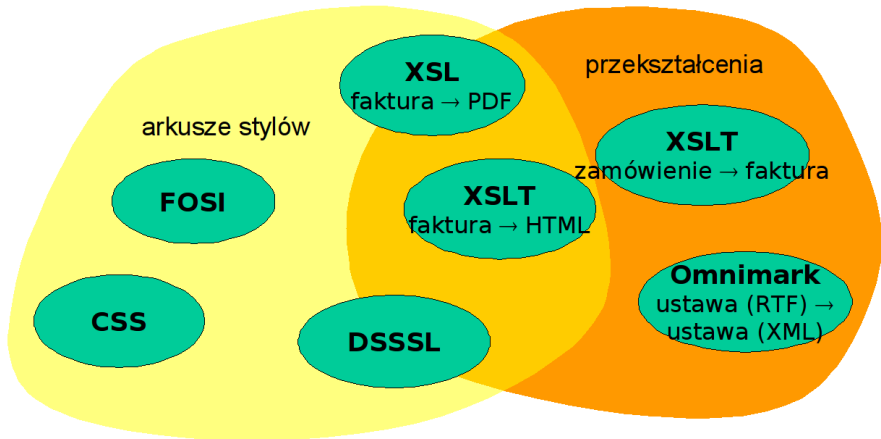 XSL
faktura → PDF
przekształcenia
arkusze stylów
XSLT
zamówienie → faktura
FOSI
XSLT
faktura → HTML
Omnimark
ustawa (RTF) →
ustawa (XML)
CSS
DSSSL